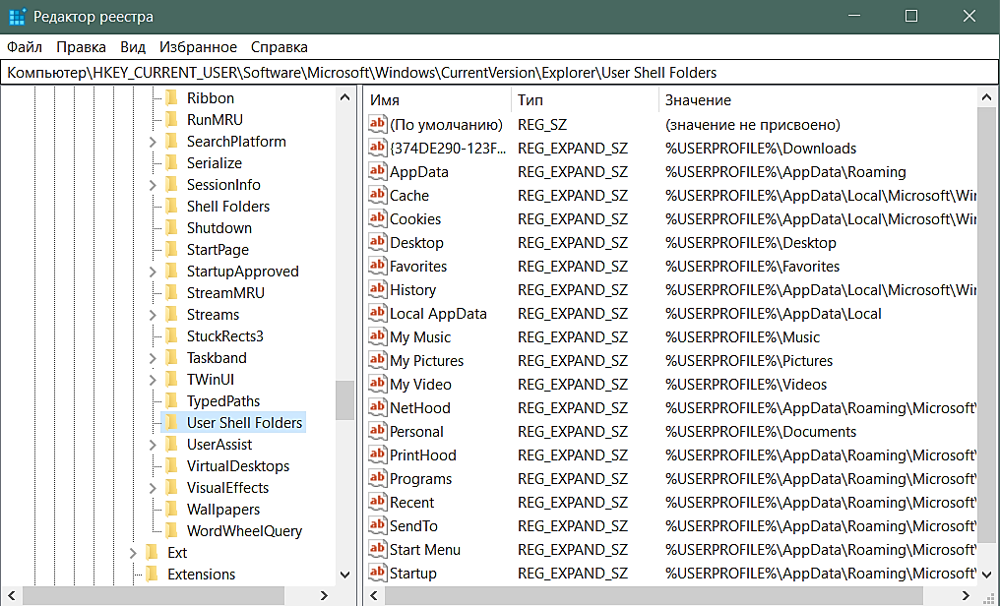 Редактор реестра
Файл Правка Вид Избранное Справка
Компьютер\HKEY_CURRENT_USER\Software\Microsoft\Windows\CurrentVersion\Explorer\User Shell Folders
Ribbon
RunMRU
SearchPlatform
Serialize
SessionInfo
Shell Folders
Shutdown
StartPage
StartupApproved
StreamMRU
Streams
StuckRects3
Taskband
TWinUI
TypedPaths
User Shell Folders
UserAssist
VirtualDesktops
VisualEffects
Wallpapers
WordWheelQuery
Ext
Extensions
Имя Тип Значение
(По умолчанию) REG_SZ (значение не присвоено)
{374DE290-123F... REG_EXPAND_SZ %USERPROFILE%\Downloads
AppData REG_EXPAND_SZ %USERPROFILE%\AppData\Roaming
Cache REG_EXPAND_SZ %USERPROFILE%\AppData\Local\Microsoft\Wir
Cookies REG_EXPAND_SZ %USERPROFILE%\AppData\Local\Microsoft\Wir
Desktop REG_EXPAND_SZ %USERPROFILE%\Desktop
Favorites REG_EXPAND_SZ %USERPROFILE%\Favorites
History REG_EXPAND_SZ %USERPROFILE%\AppData\Local\Microsoft\Wir
Local AppData REG_EXPAND_SZ %USERPROFILE%\AppData\Local
My Music REG_EXPAND_SZ %USERPROFILE%\Music
My Pictures REG_EXPAND_SZ %USERPROFILE%\Pictures
My Video REG_EXPAND_SZ %USERPROFILE%\Videos
NetHood REG_EXPAND_SZ %USERPROFILE%\AppData\Roaming\Microsoft\
Personal REG_EXPAND_SZ %USERPROFILE%\Documents
PrintHood REG_EXPAND_SZ %USERPROFILE%\AppData\Roaming\Microsoft\
Programs REG_EXPAND_SZ %USERPROFILE%\AppData\Roaming\Microsoft\
Recent REG_EXPAND_SZ %USERPROFILE%\AppData\Roaming\Microsoft\
SendTo REG_EXPAND_SZ %USERPROFILE%\AppData\Roaming\Microsoft\
Start Menu REG_EXPAND_SZ %USERPROFILE%\AppData\Roaming\Microsoft\
Startup REG_EXPAND_SZ %USERPROFILE%\AppData\Roaming\Microsoft\